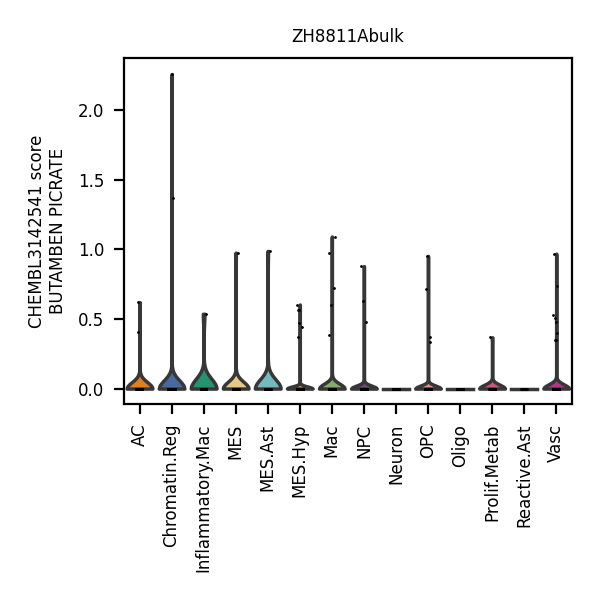 ZH8811Abulk
CHEMBL3142541 score
BUTAMBEN PICRATE
2.0
1.5
1.0
0.5
0.0
AC
Chromatin.Reg
Inflammatory.Mac
MES
MES.Ast
MES.Hyp
Mac
NPC
Neuron
OPC
Oligo
Prolif.Metab
Reactive.Ast
Vasc